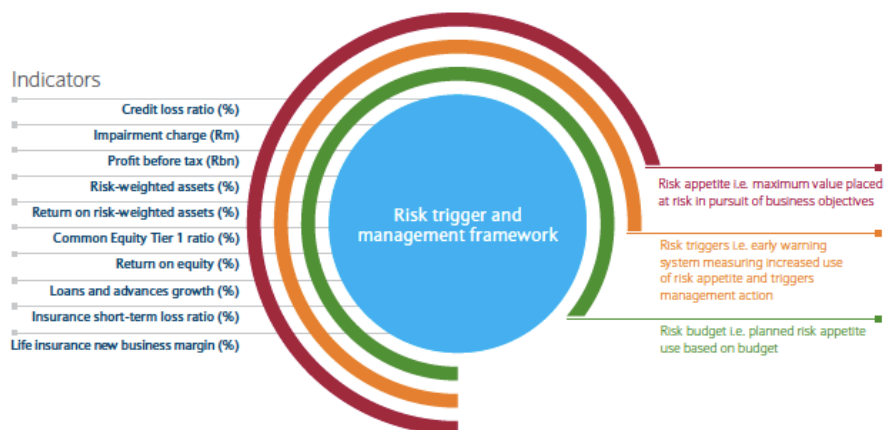 Indicators
Credit loss ratio (%)
Impairment charge (Rm)
Profit before tax (Rbn)
Risk-weighted assets (%)
Return on risk-weighted assets (%)
Common Equity Tier 1 ratio (%)
Return on equity (%)
Loans and advances growth (%)
Insurance short-term loss ratio (%)
Life insurance new business margin (%)
Risk trigger and
management framework
Risk appetite i.e. maximum value placed
at risk in pursuit of business objectives
Risk triggers i.e. early warning
system measuring increased use
of risk appetite and triggers
management action
Risk budget i.e. planned risk appetite
use based on budget